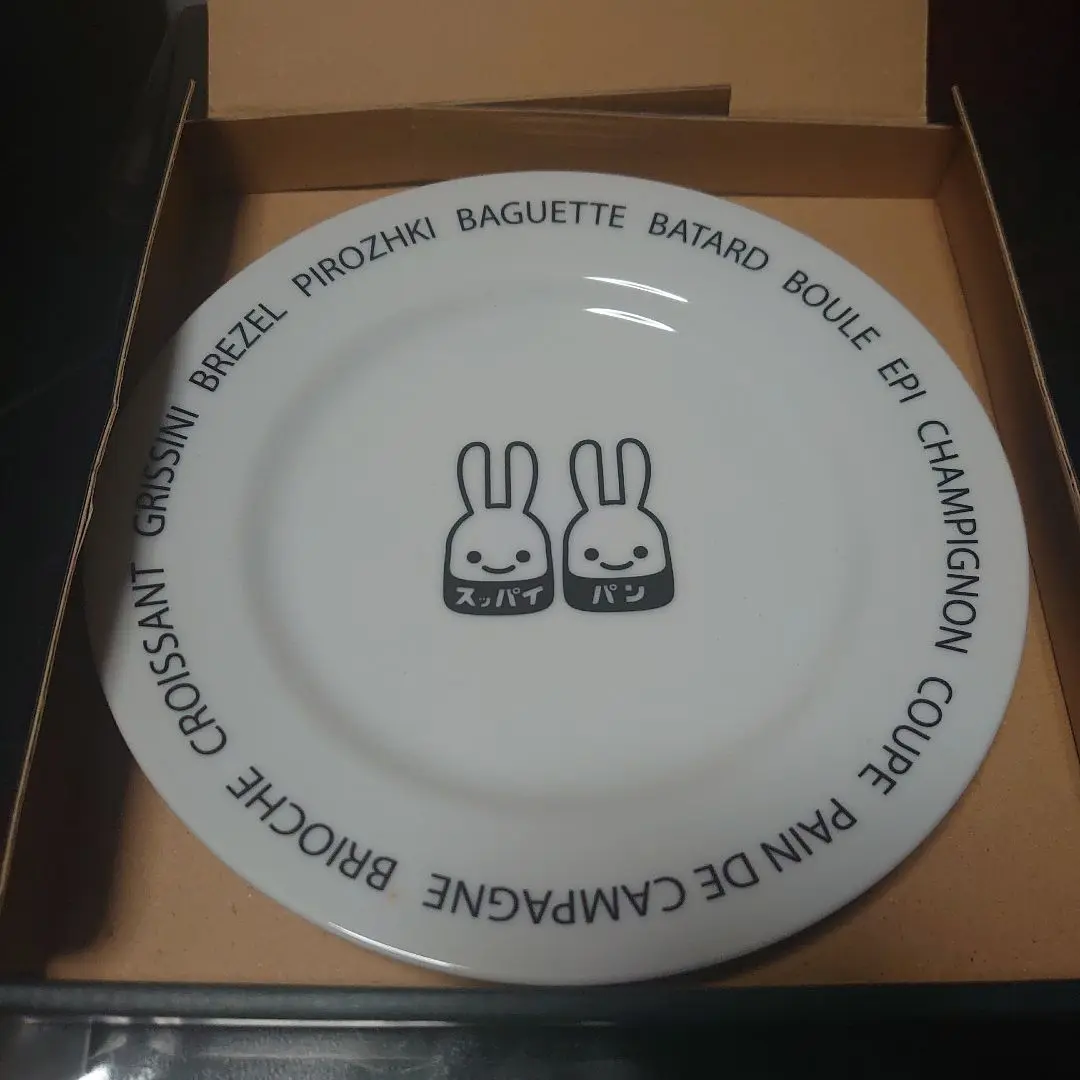 PIROZHKI BAGUETTE BATARD BOULE EPI CHAMPIGNON COUPE PAIN DE CAMPAGNE BRIOCHE CROISSANT GRISSINI BREZEL
スッパイ
パン